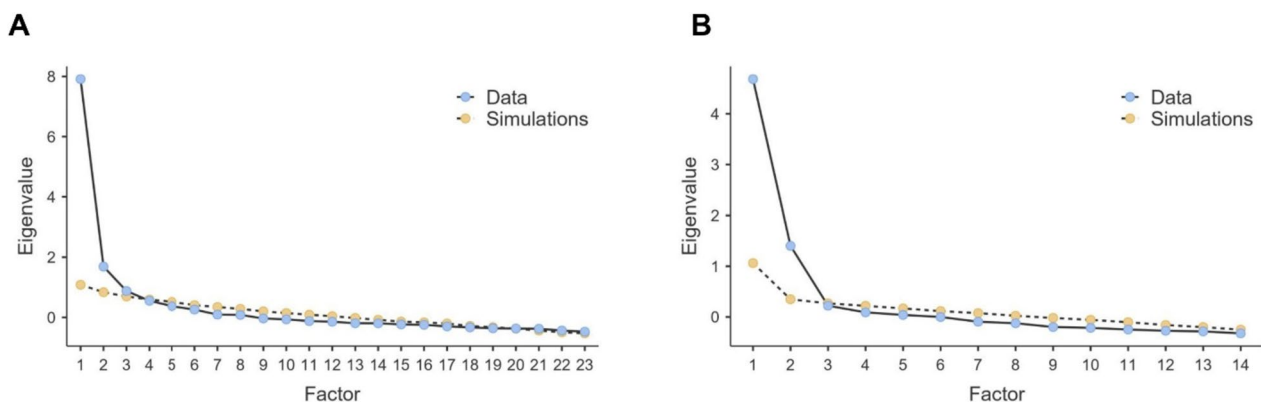 A
8
6
4
2
0
Eigenvalue
Data
Simulations
1 2 3 4 5 6 7 8 9 10 11 12 13 14 15 16 17 18 19 20 21 22 23
Factor
B
4
3
2
1
0
Eigenvalue
Data
Simulations
1 2 3 4 5 6 7 8 9 10 11 12 13 14
Factor